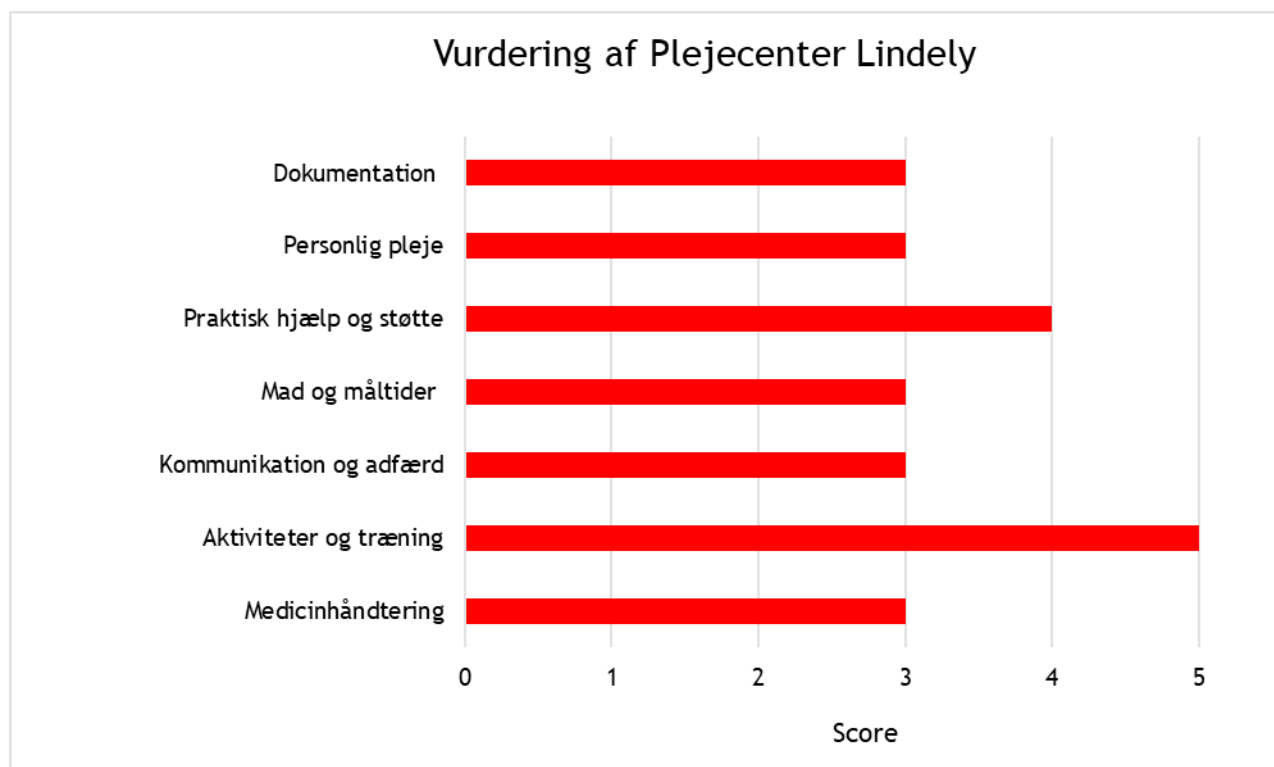 Vurdering af Plejecenter Lindely
Dokumentation
Personlig pleje
Praktisk hjælp og støtte
Mad og måltider
Kommunikation og adfærd
Aktiviteter og træning
Medicinhåndtering
0 1 2 3 4 5
Score